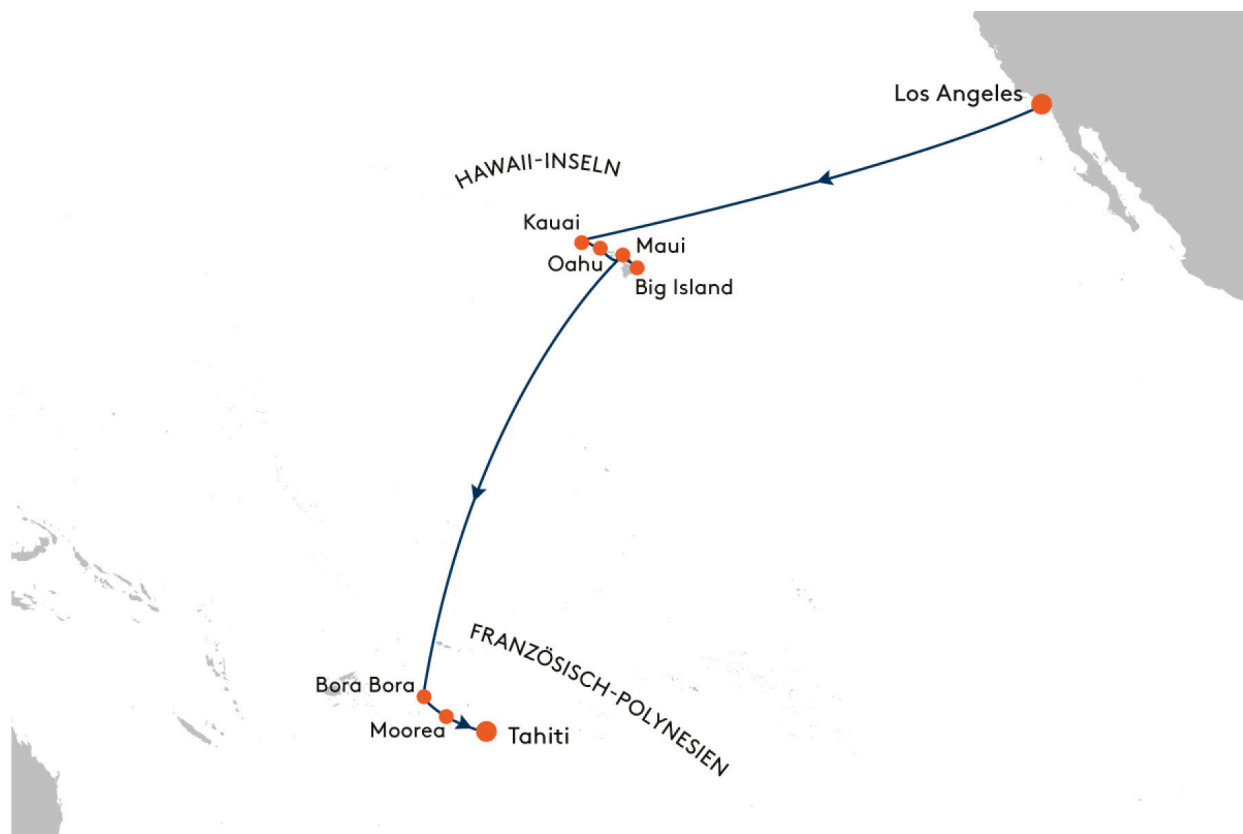 Los Angeles
HAWAII-INSELN
Kauai
Maui
Oahu
Big Island
FRANZÖSISCH-POLYNESIEN
Bora Bora
Moorea
Tahiti